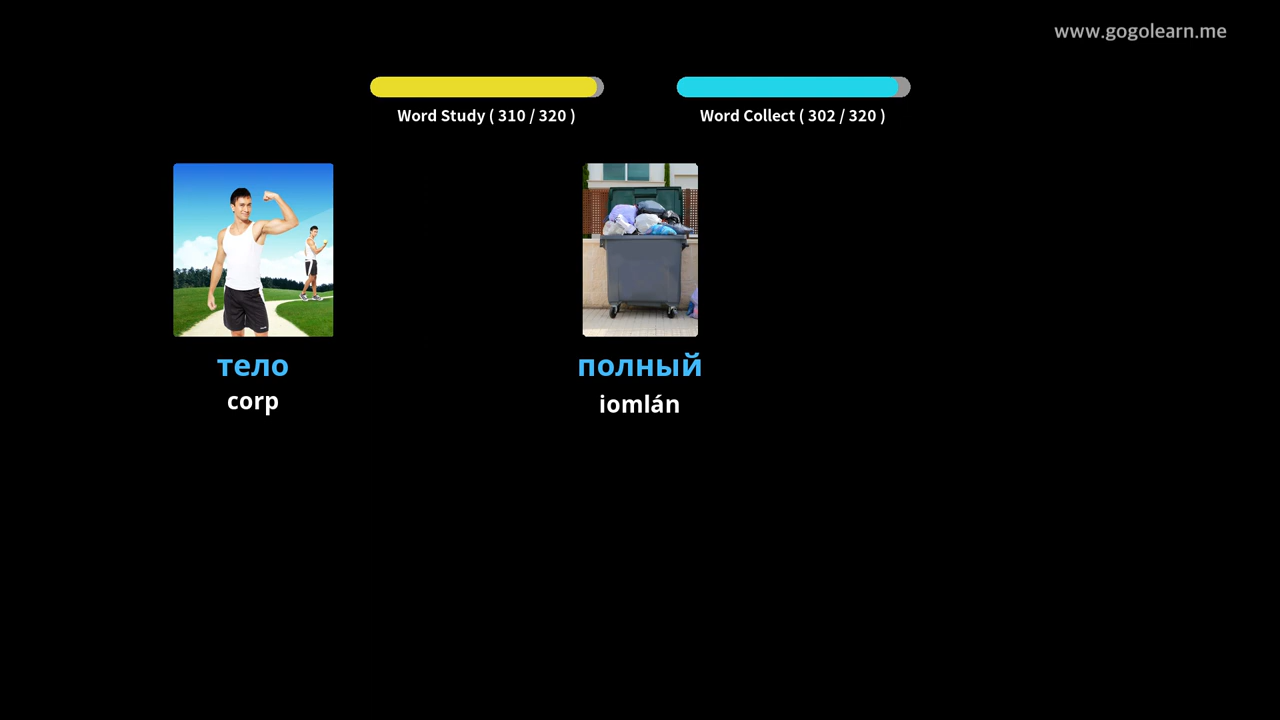 www.gogolearn.me
Word Study ( 310 / 320 )
Word Collect ( 302 / 320 )
тело
corp
полный
iomlán